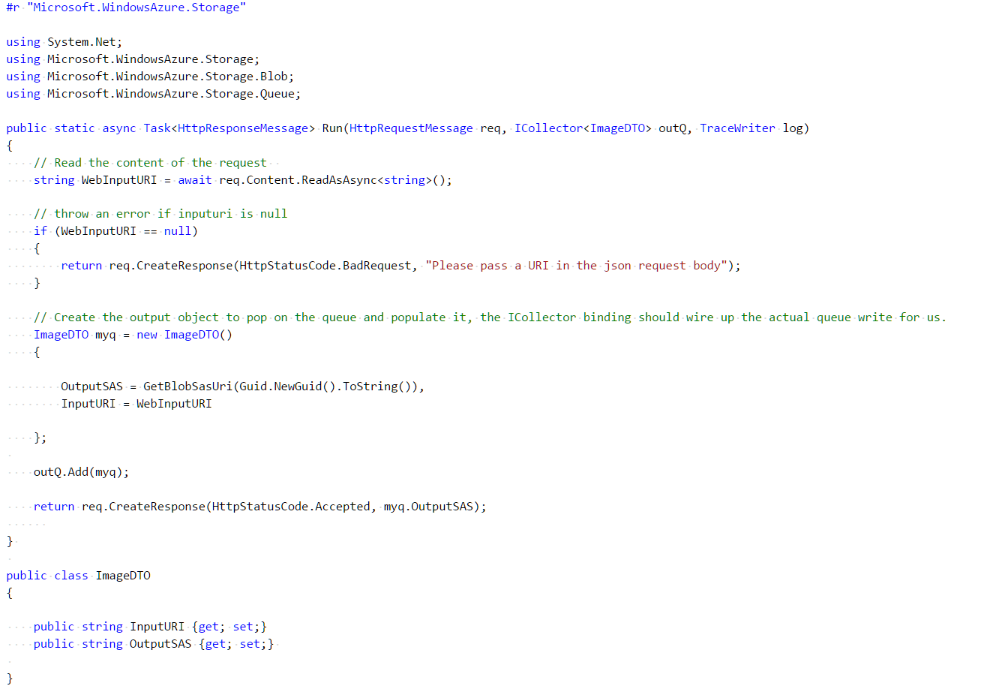 #r "Microsoft.WindowsAzure.Storage"
using System.Net;
using Microsoft.WindowsAzure.Storage;
using Microsoft.WindowsAzure.Storage.Blob;
using Microsoft.WindowsAzure.Storage.Queue;
public static async Task<HttpResponseMessage> Run(HttpRequestMessage req, ICollector<ImageDTO> outQ, TraceWriter log)
{
    // Read the content of the request
    string WebInputURI = await req.Content.ReadAsAsync<string>();
    // throw an error if inputuri is null
    if (WebInputURI == null)
    {
        return req.CreateResponse(HttpStatusCode.BadRequest, "Please pass a URI in the json request body");
    }
    // Create the output object to pop on the queue and populate it, the ICollector binding should wire up the actual queue write for us.
    ImageDTO myq = new ImageDTO()
    {
        OutputSAS = GetBlobSasUri(Guid.NewGuid().ToString()),
        InputURI = WebInputURI
    };
    outQ.Add(myq);
    return req.CreateResponse(HttpStatusCode.Accepted, myq.OutputSAS);
}
public class ImageDTO
{
    public string InputURI {get; set;}
    public string OutputSAS {get; set;}
}